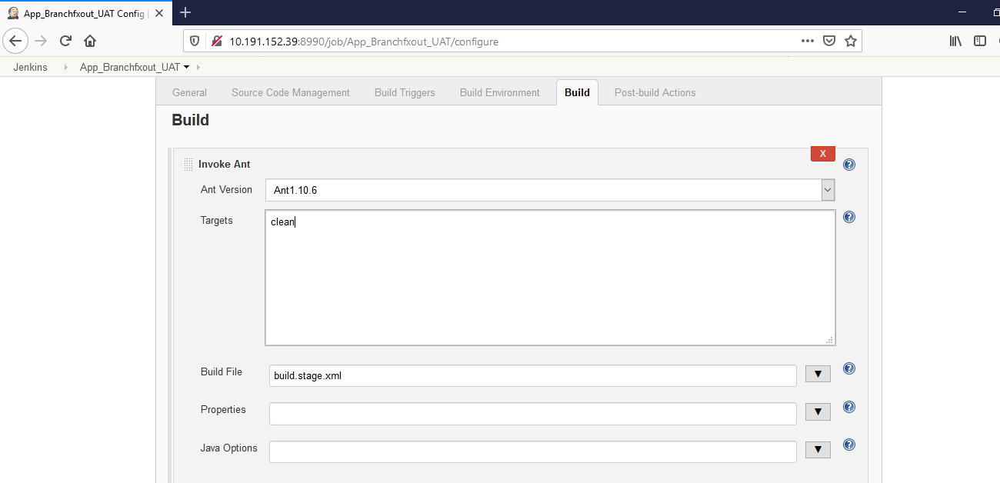 App_Branchfxout_UAT Config
10.191.152.39:8990/job/App_Branchfxout_UAT/configure
Jenkins App_Branchfxout_UAT
General Source Code Management Build Triggers Build Environment Build Post-build Actions
Build
X
Invoke Ant
Ant Version Ant1.10.6
Targets clean
Build File build.stage.xml
Properties
Java Options